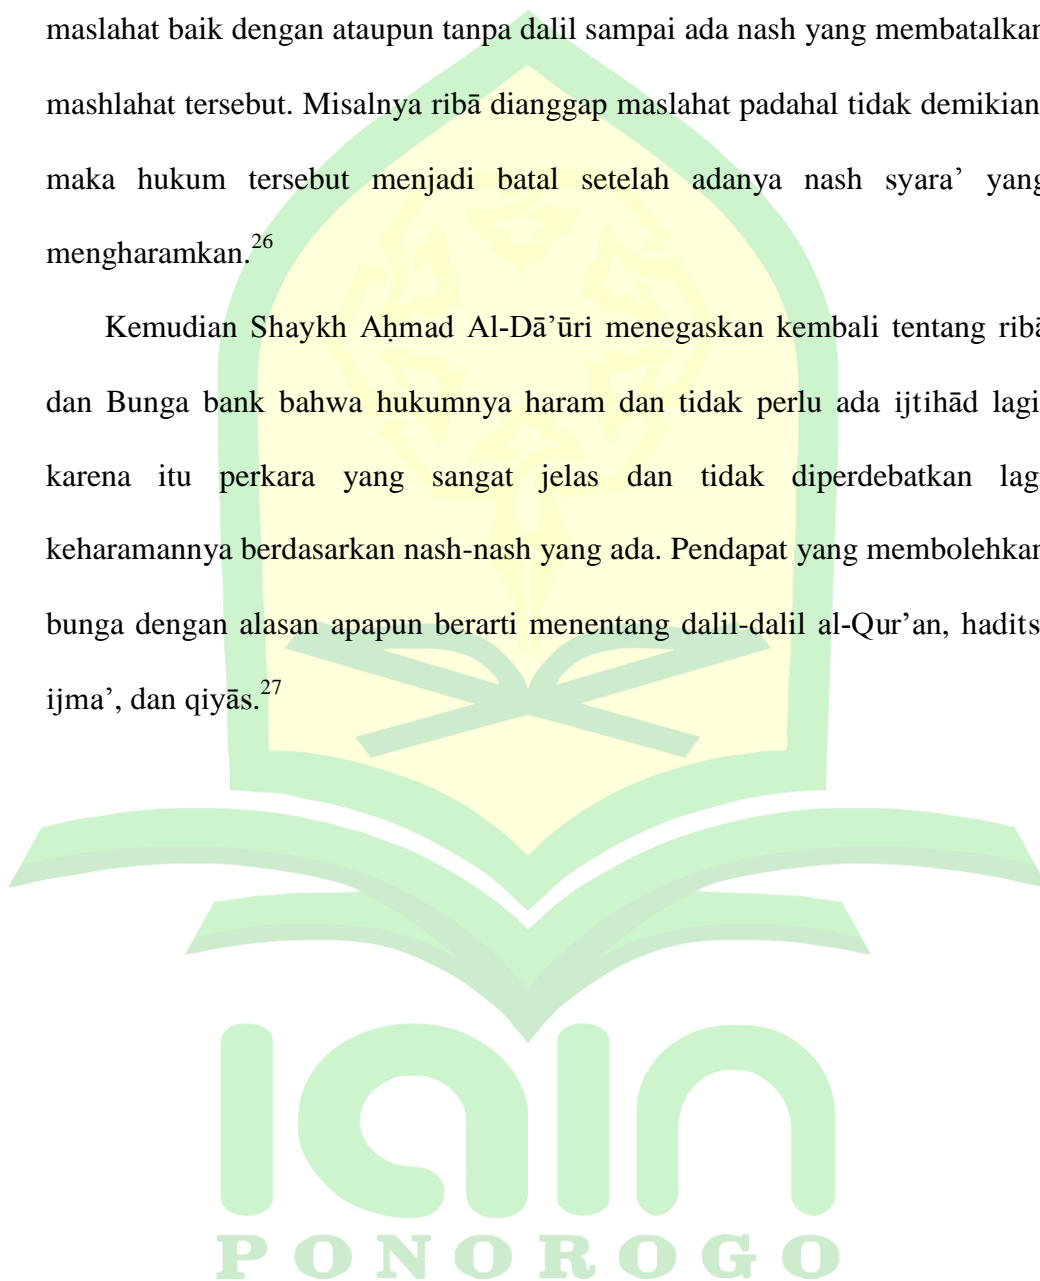 maslahat baik dengan ataupun tanpa dalil sampai ada nash yang membatalkan
mashlahat tersebut. Misalnya ribā dianggap maslahat padahal tidak demikian
maka hukum tersebut menjadi batal setelah adanya nash syara’ yang
mengharamkan.26
Kemudian Shaykh Aḥmad Al-Dā’ūri menegaskan kembali tentang ribā
dan Bunga bank bahwa hukumnya haram dan tidak perlu ada ijtihād lagi
karena itu perkara yang sangat jelas dan tidak diperdebatkan lagi
keharamannya berdasarkan nash-nash yang ada. Pendapat yang membolehkan
bunga dengan alasan apapun berarti menentang dalil-dalil al-Qur’an, hadits
ijma’, dan qiyās.27
iain
PONOROGO